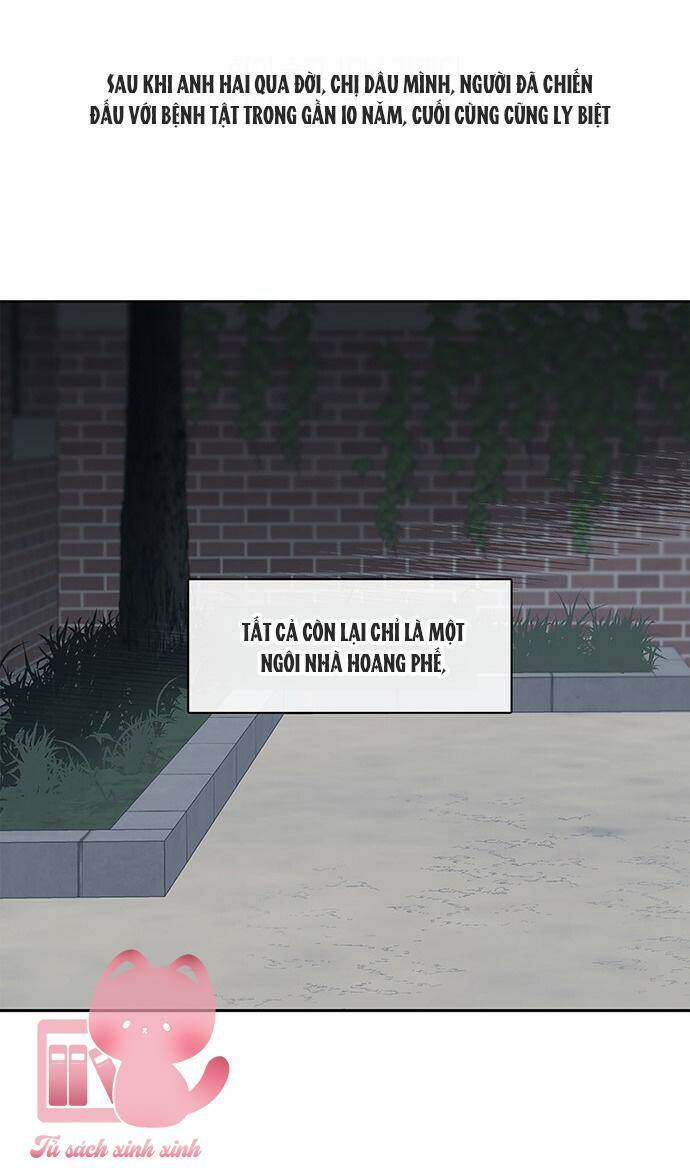 SAU KHI ANH HAI QUA ĐỜI, CHỊ DÂU MÌNH, NGƯỜI ĐÃ CHIẾN
ĐẤU VỚI BỆNH TẬT TRONG GẦN 10 NĂM, CUỐI CÙNG CŨNG LY BIỆT
TẤT CẢ CÒN LẠI CHỈ LÀ MỘT
NGÔI NHÀ HOANG PHẾ,
Tủ sách xinh xinh